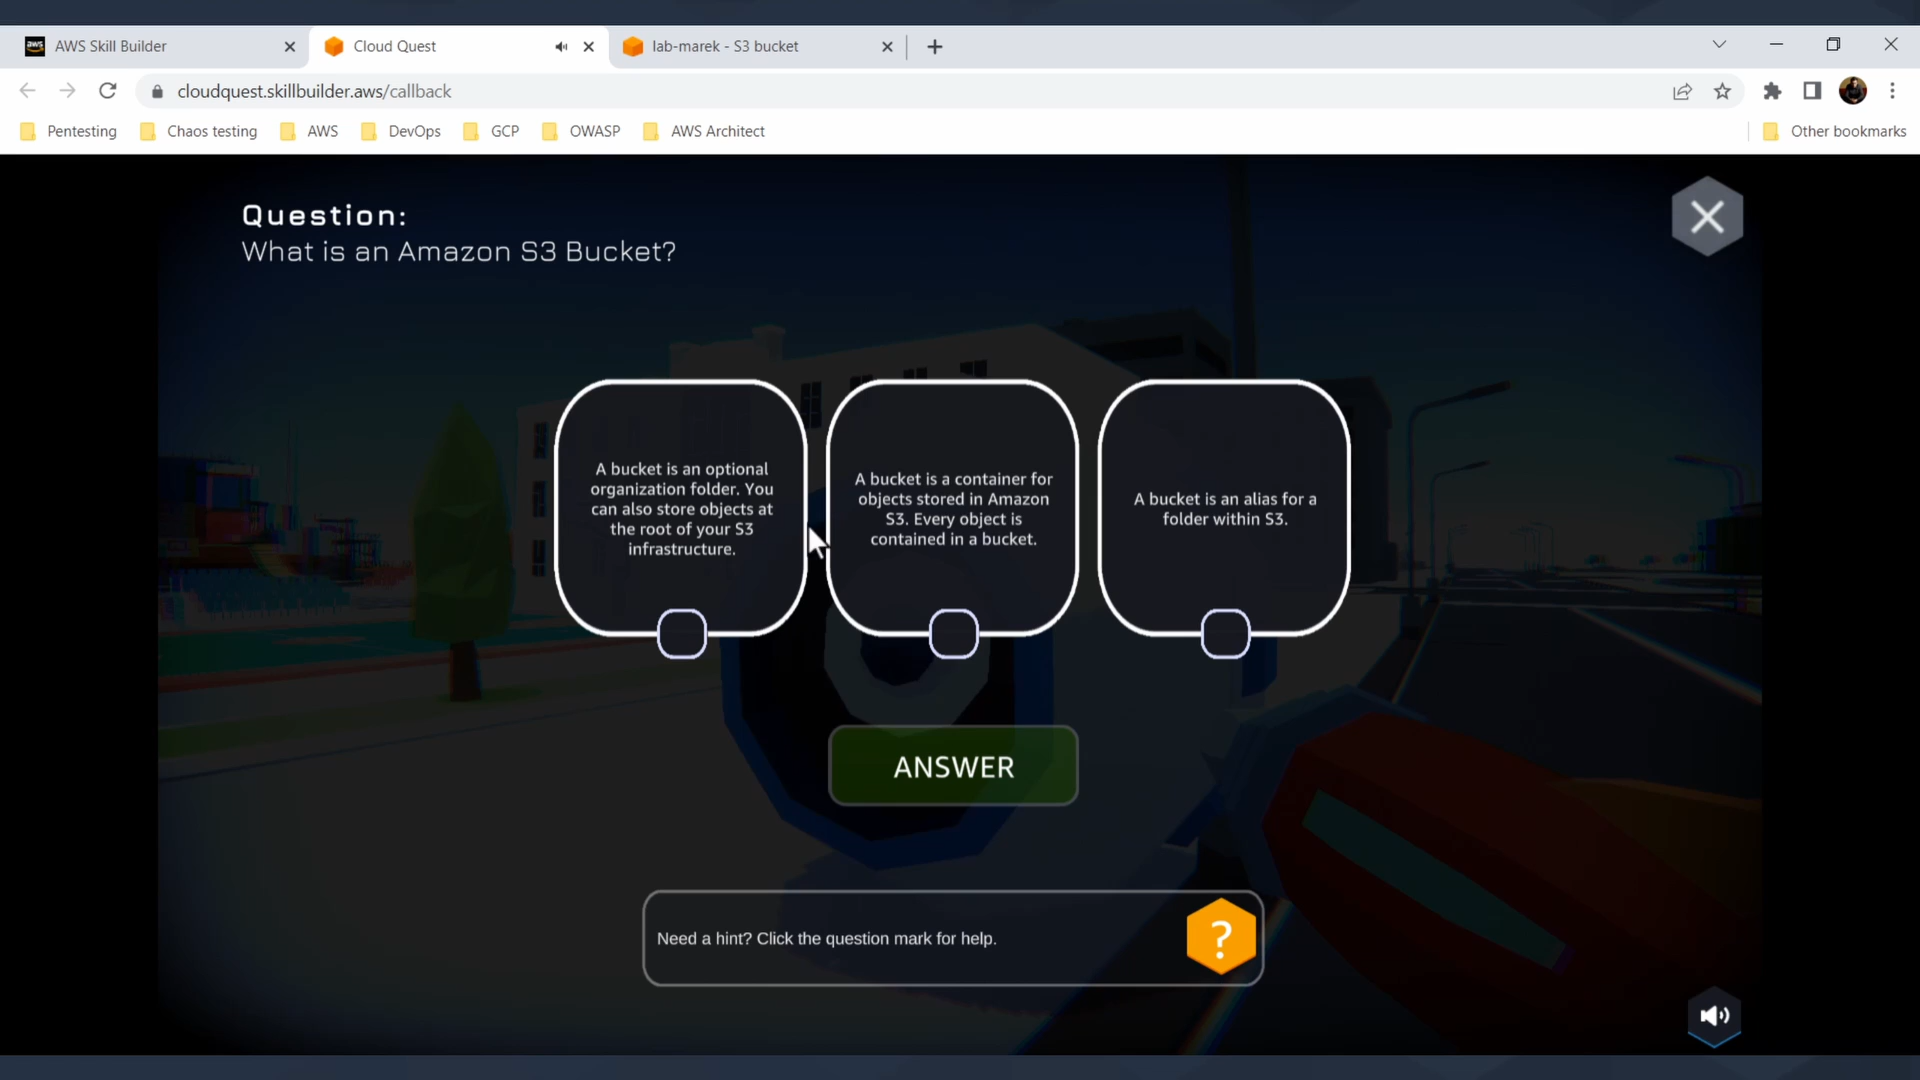 aws AWS Skill Builder
Cloud Quest
lab-marek - S3 bucket
cloudquest.skillbuilder.aws/callback
Pentesting
Chaos testing
AWS
DevOps
GCP
OWASP
AWS Architect
Other bookmarks
Question:
What is an Amazon S3 Bucket?
A bucket is an optional
organization folder. You
can also store objects at
the root of your S3
infrastructure.
A bucket is a container for
objects stored in Amazon
S3. Every object is
contained in a bucket.
A bucket is an alias for a
folder within S3.
ANSWER
Need a hint? Click the question mark for help.
?